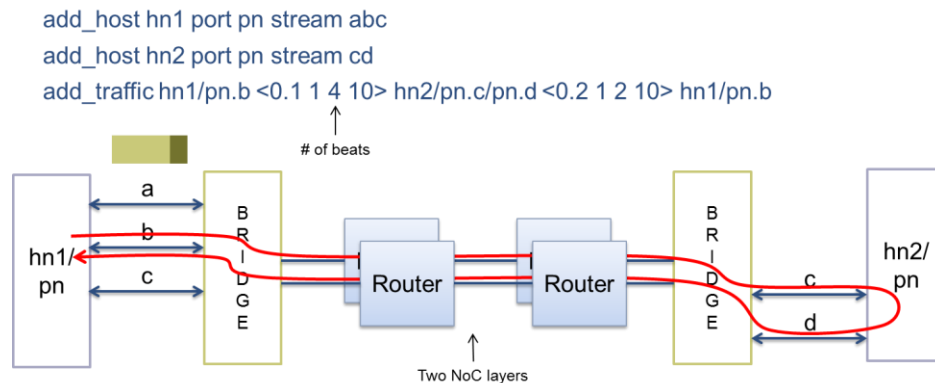 add_host hn1 port pn stream abc
add_host hn2 port pn stream cd
add_traffic hn1/pn.b <0.1 1 4 10> hn2/pn.c/pn.d <0.2 1 2 10> hn1/pn.b
# of beats
hn1/
pn
a
b
c
BRIDGE
Router
Router
BRIDGE
c
d
hn2/
pn
Two NoC layers